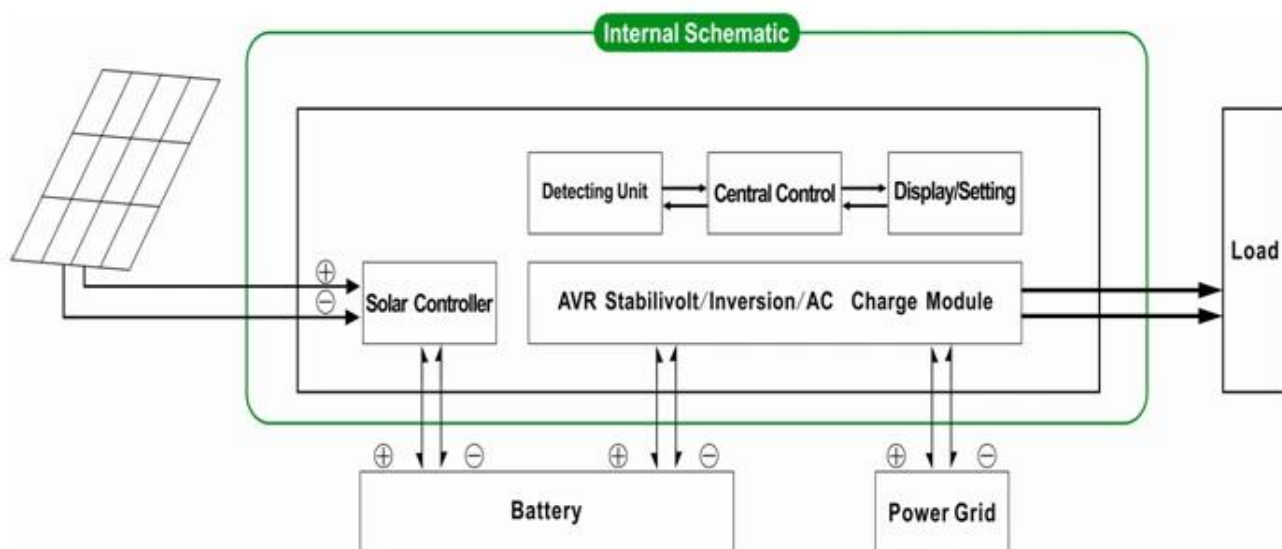 Internal Schematic
Detecting Unit
Central Control
Display/Setting
Load
⊕
⊖
Solar Controller
AVR Stabilivolt/Inversion/AC Charge Module
⊕ ⊖ ⊕ ⊖ ⊕ ⊖
Battery
Power Grid